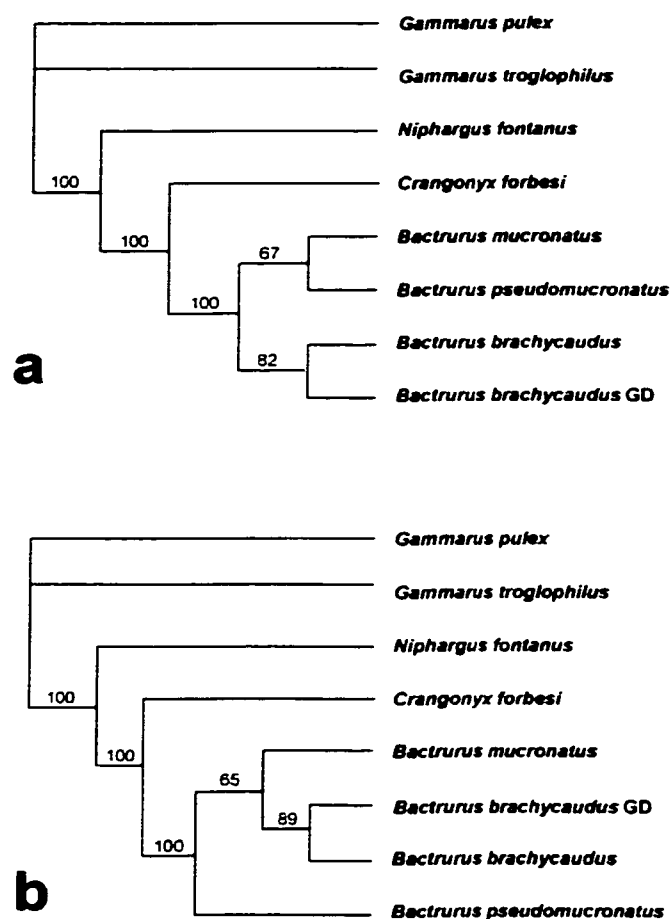 Gammarus pulex
Gammarus troglophilus
Niphargus fontanus
100
Crangonyx forbesi
100
Bactrurus mucronatus
67
Bactrurus pseudomucronatus
100
Bactrurus brachycaudus
82
Bactrurus brachycaudus GD
a
Gammarus pulex
Gammarus troglophilus
Niphargus fontanus
100
Crangonyx forbesi
100
Bactrurus mucronatus
65
Bactrurus brachycaudus GD
89
Bactrurus brachycaudus
100
Bactrurus pseudomucronatus
b